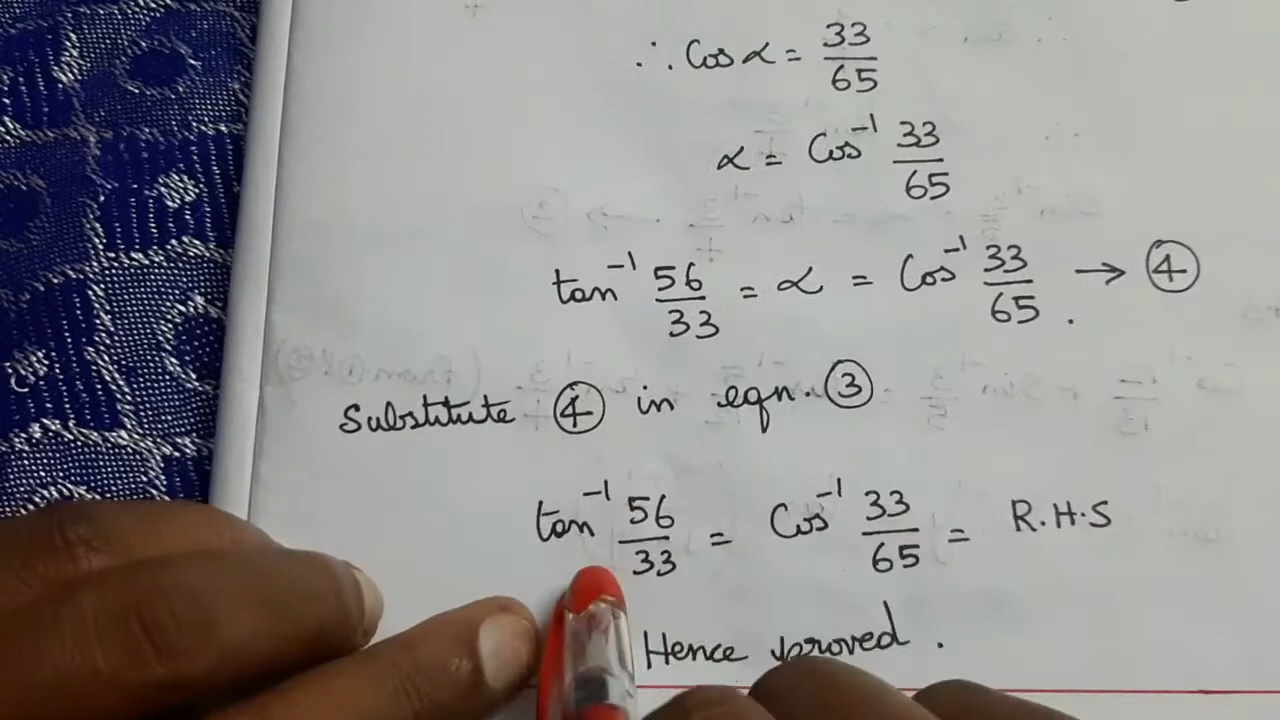 ∴ Cos α = 33/65
α = Cos⁻¹ 33/65
tan⁻¹ 56/33 = α = Cos⁻¹ 33/65 → ④
Substitute ④ in eqn. ③
tan⁻¹ 56/33 = Cos⁻¹ 33/65 = R.H.S
Hence proved.